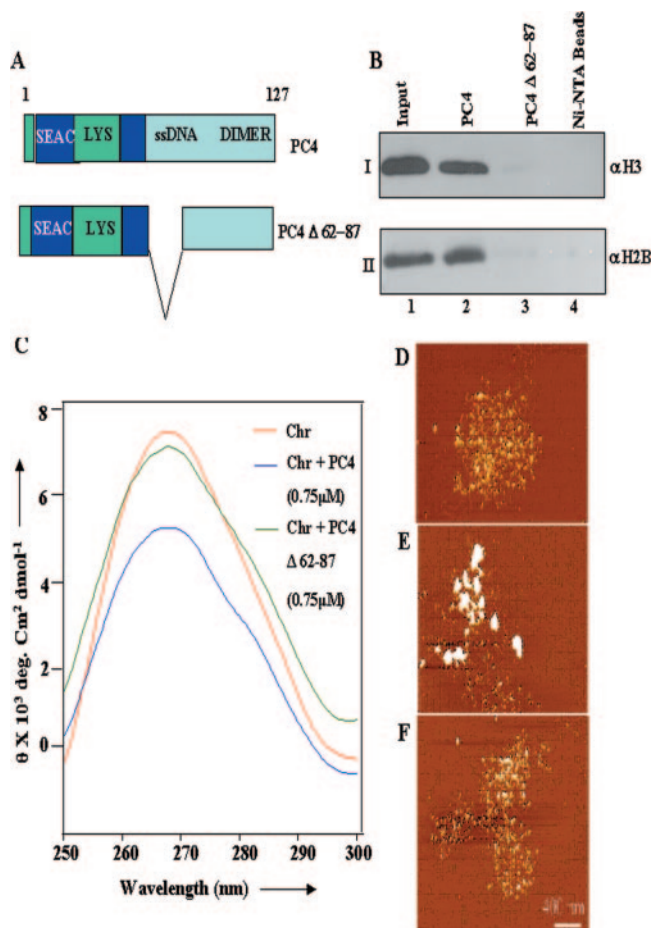 A
1 127
SEAC LYS ssDNA DIMER
PC4
SEAC LYS
PC4 Δ 62–87
B
Input
PC4
PC4 Δ 62–87
Ni-NTA Beads
I αH3
II αH2B
1 2 3 4
C
8
6
4
2
0
250 260 270 280 290 300
θ X 10³ deg. Cm² dmol⁻¹
Wavelength (nm)
Chr
Chr + PC4
(0.75μM)
Chr + PC4
Δ 62-87
(0.75μM)
D
E
F
400 nm